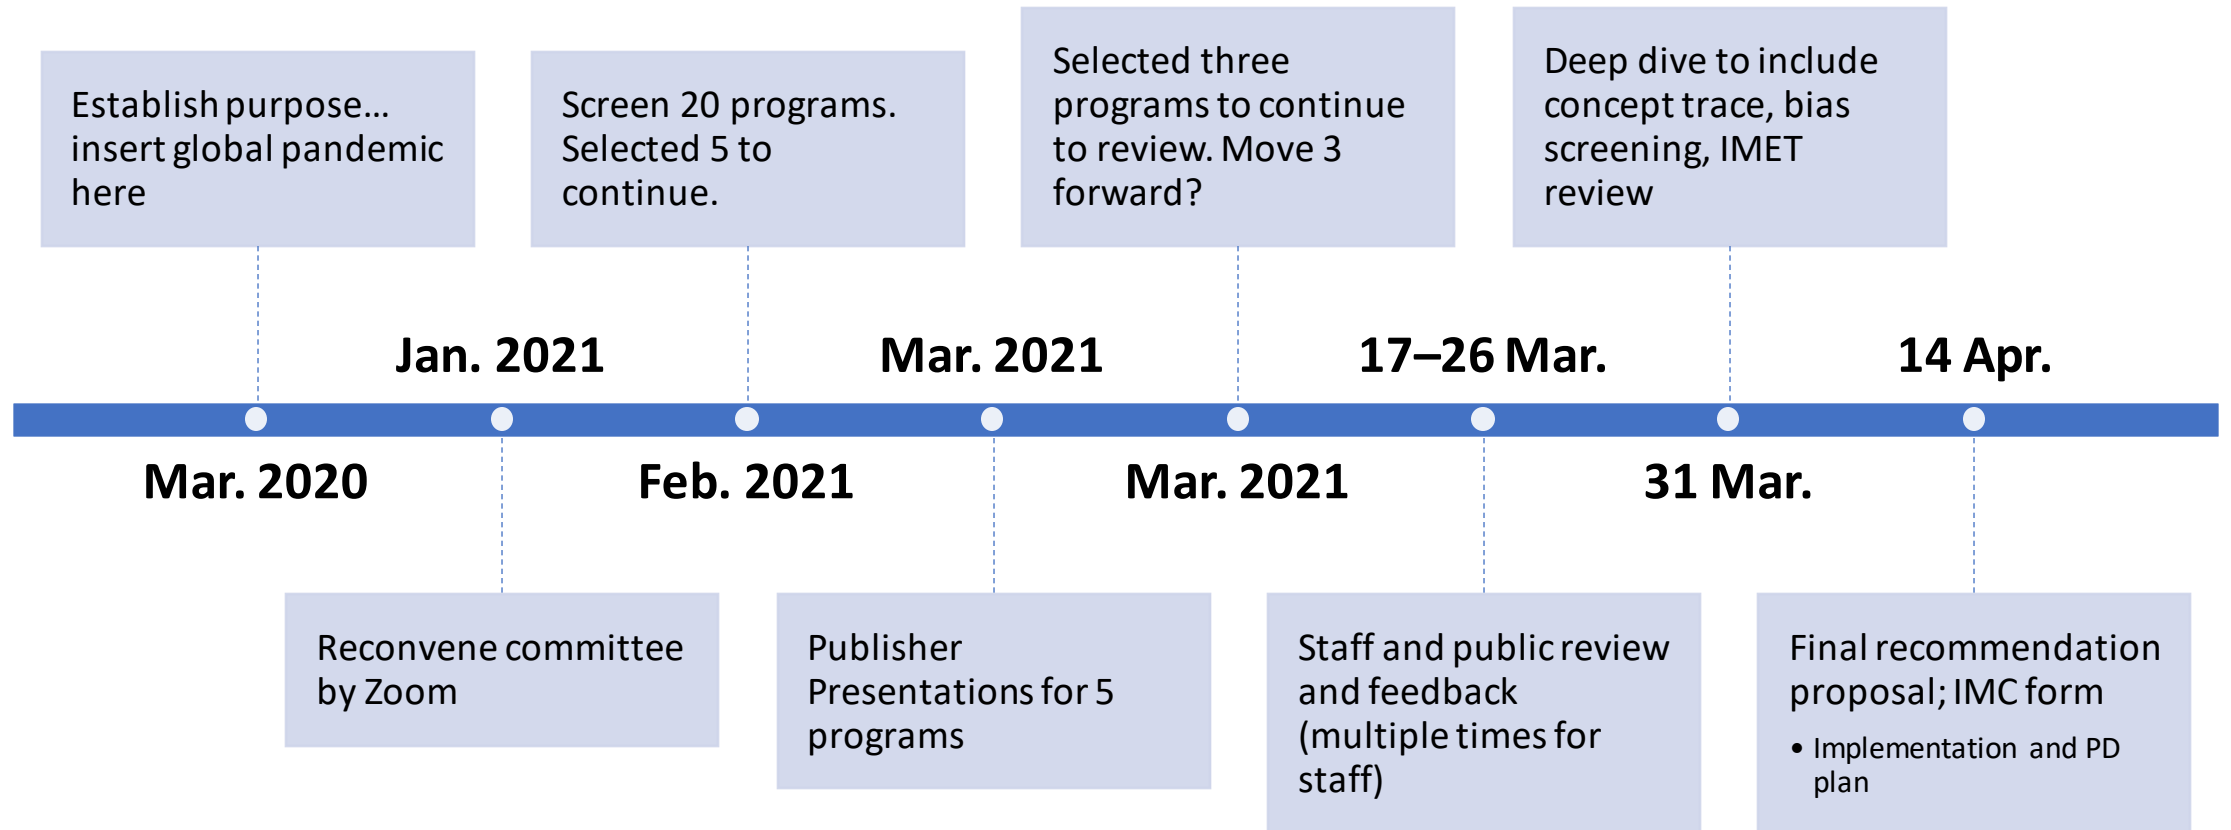 Establish purpose…
insert global pandemic
here
Screen 20 programs.
Selected 5 to
continue.
Selected three
programs to continue
to review. Move 3
forward?
Deep dive to include
concept trace, bias
screening, IMET
review
Jan. 2021
Mar. 2021
17–26 Mar.
14 Apr.
Mar. 2020
Feb. 2021
Mar. 2021
31 Mar.
Reconvene committee
by Zoom
Publisher
Presentations for 5
programs
Staff and public review
and feedback
(multiple times for
staff)
Final recommendation
proposal; IMC form
• Implementation and PD
plan